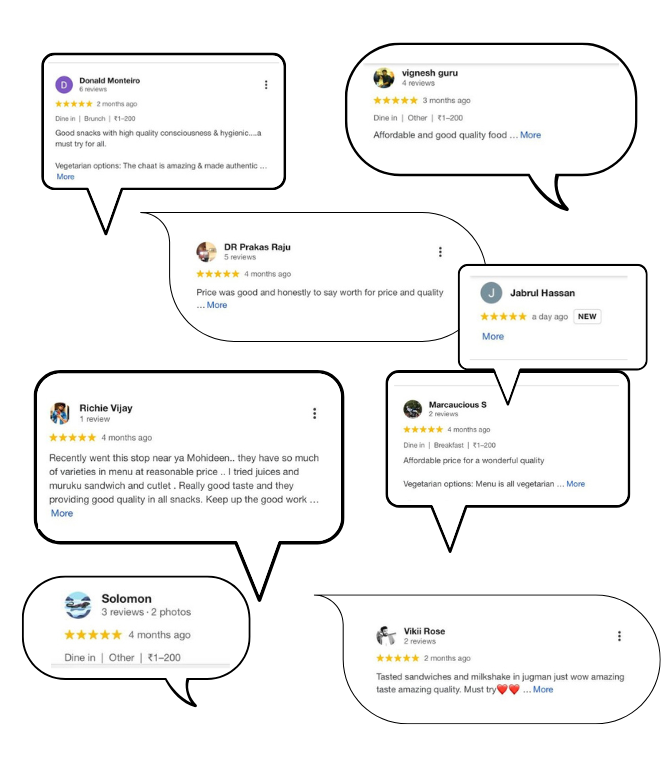 Donald Monteiro
6 reviews
2 months ago
Dine in | Brunch | ₹1–200
Good snacks with high quality consciousness & hygienic....a
must try for all.
Vegetarian options: The chaat is amazing & made authentic ...
More
vignesh guru
4 reviews
3 months ago
Dine in | Other | ₹1–200
Affordable and good quality food ... More
DR Prakas Raju
5 reviews
4 months ago
Price was good and honestly to say worth for price and quality
... More
J Jabrul Hassan
a day ago NEW
More
Richie Vijay
1 review
4 months ago
Recently went this stop near ya Mohideen.. they have so much
of varieties in menu at reasonable price .. I tried juices and
muruku sandwich and cutlet . Really good taste and they
providing good quality in all snacks. Keep up the good work ...
More
Marcaucious S
2 reviews
4 months ago
Dine in | Breakfast | ₹1–200
Affordable price for a wonderful quality
Vegetarian options: Menu is all vegetarian ... More
Solomon
3 reviews · 2 photos
4 months ago
Dine in | Other | ₹1–200
Vikii Rose
2 reviews
2 months ago
Tasted sandwiches and milkshake in jugman just wow amazing
taste amazing quality. Must try❤️❤️ ... More